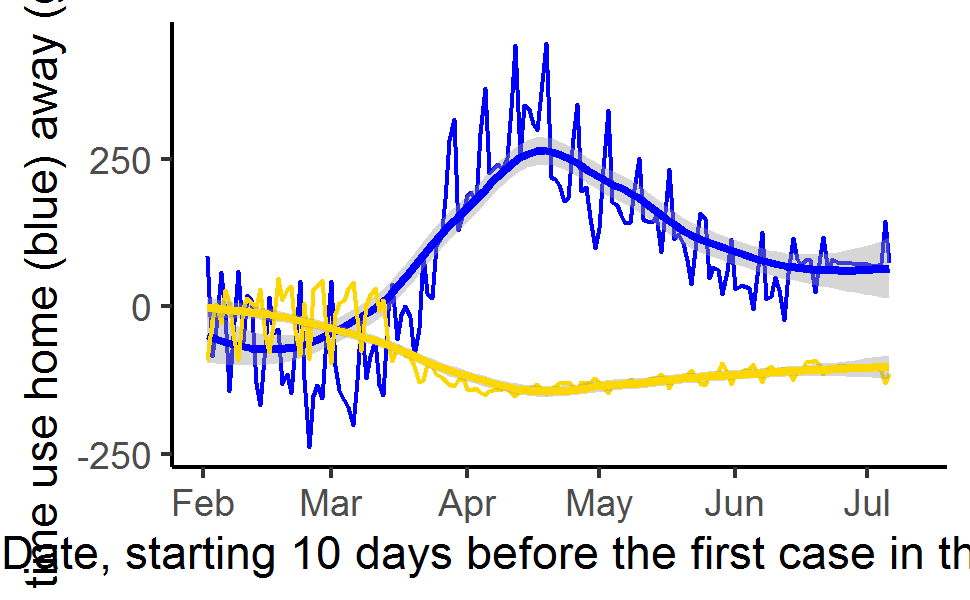 time use home (blue) away (
250
0
-250
Feb Mar Apr May Jun Jul
Date, starting 10 days before the first case in th